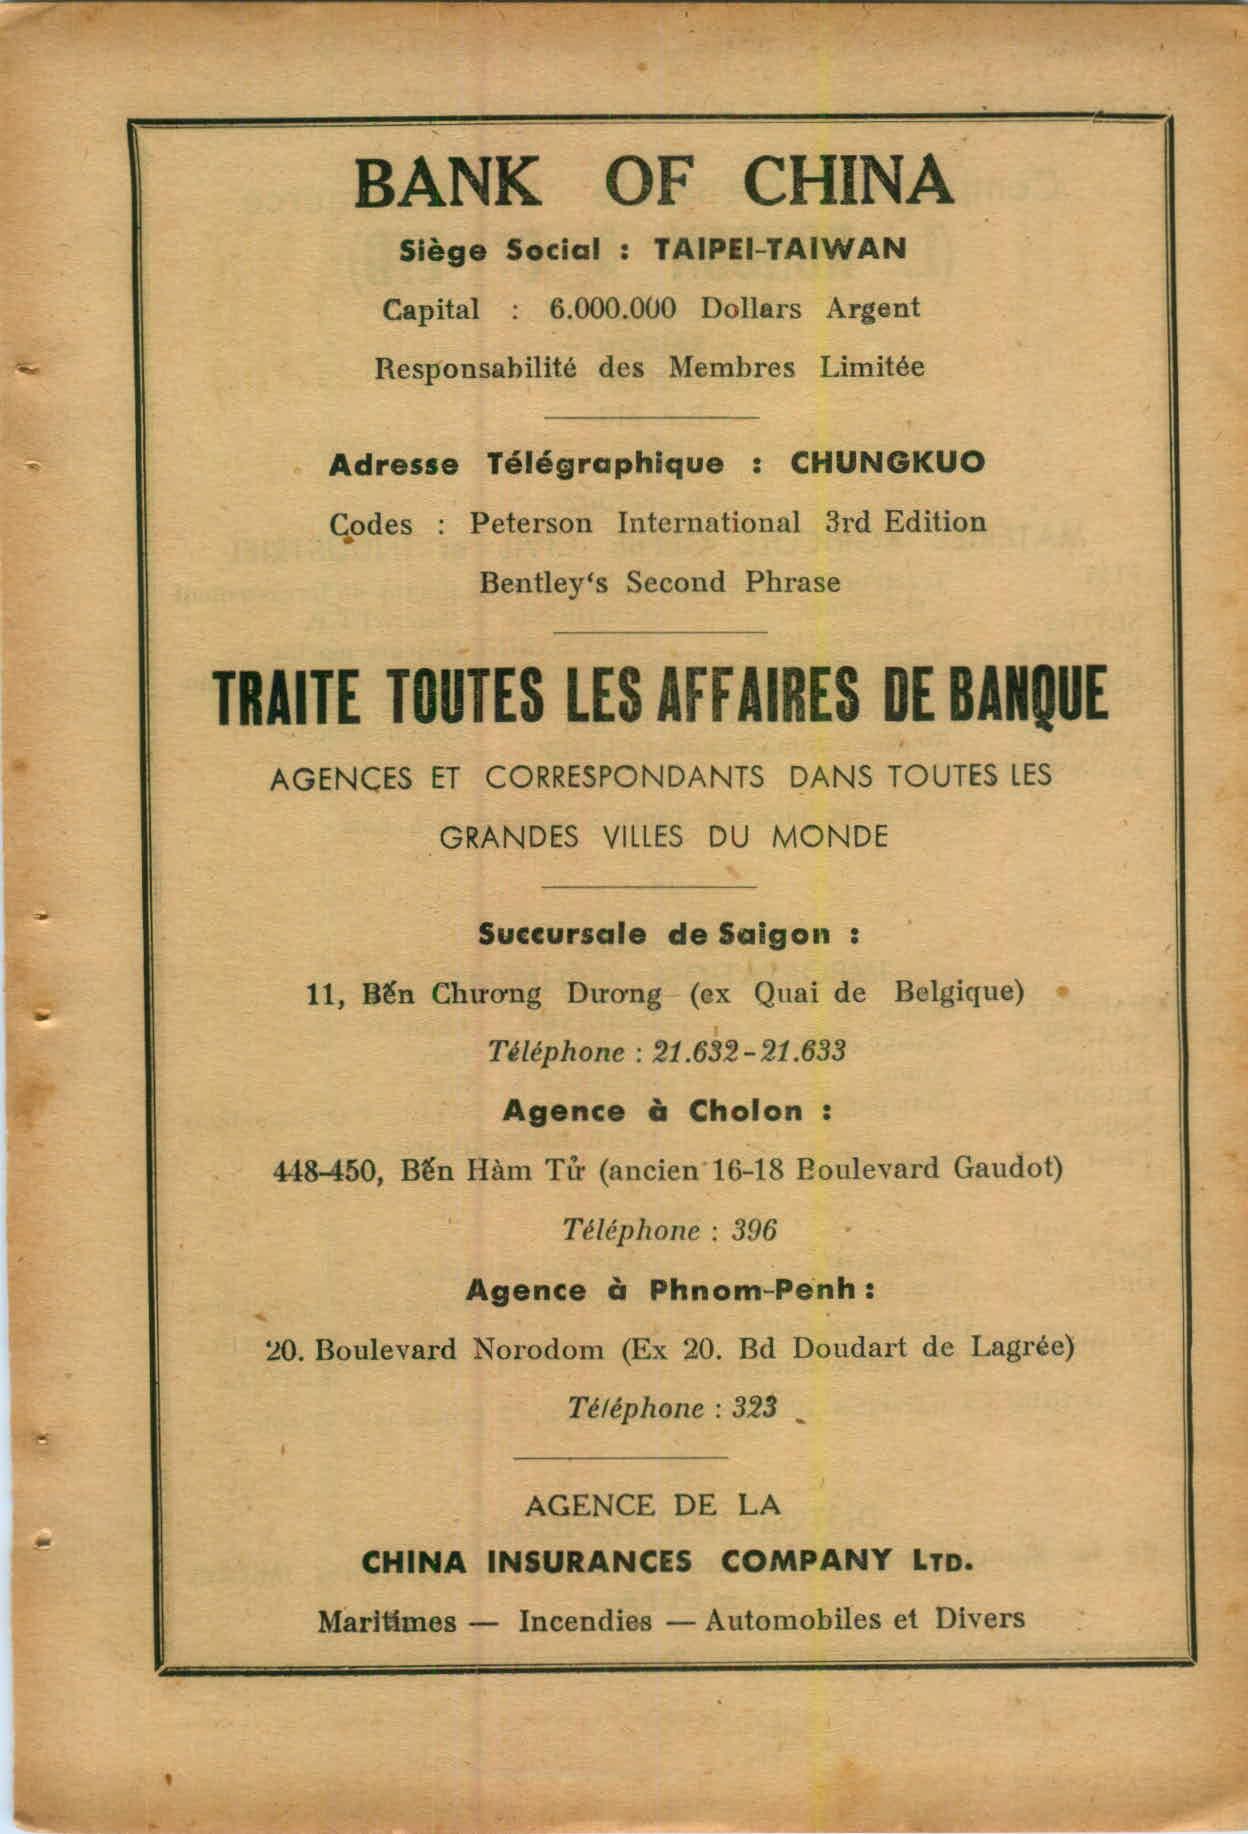 BANK OF CHINA
Siège Social : TAIPEI-TAIWAN
Capital : 6.000.000 Dollars Argent
Responsabilité des Membres Limitée
Adresse Télégraphique : CHUNGKUO
Codes : Peterson International 3rd Edition
Bentley‘s Second Phrase
TRAITE TOUTES LES AFFAIRES DE BANQUE
AGENCES ET CORRESPONDANTS DANS TOUTES LES
GRANDES VILLES DU MONDE
Succursale de Saigon :
11, Bến Chương Dương (ex Quai de Belgique)
Téléphone : 21.632-21.633
Agence à Cholon :
448-450, Bến Hàm Tử (ancien 16-18 Boulevard Gaudot)
Téléphone : 396
Agence à Phnom-Penh :
20. Boulevard Norodom (Ex 20. Bd Doudart de Lagrée)
Téléphone : 323
AGENCE DE LA
CHINA INSURANCES COMPANY LTD.
Maritimes — Incendies — Automobiles et Divers